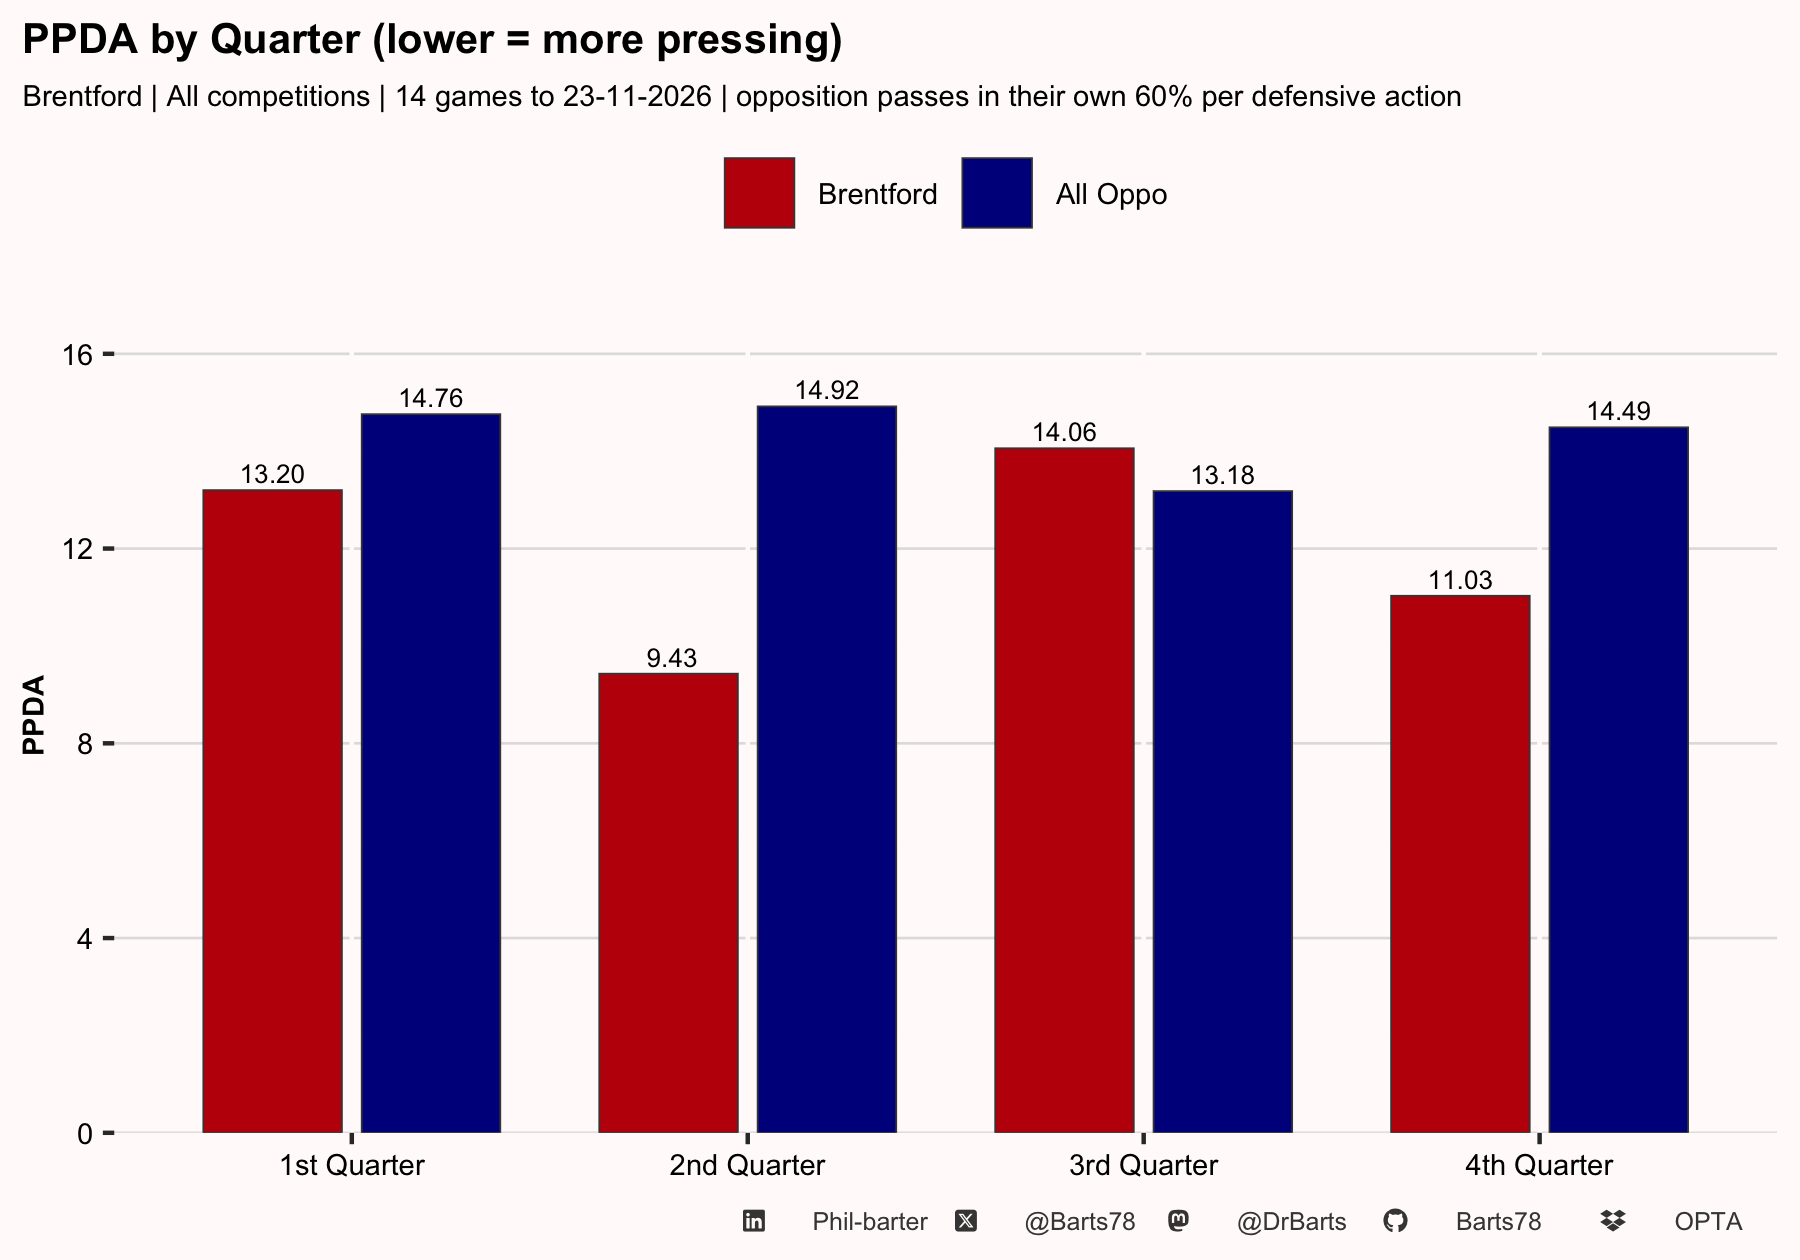 PPDA by Quarter (lower = more pressing)
Brentford | All competitions | 14 games to 23-11-2026 | opposition passes in their own 60% per defensive action
Brentford All Oppo
16
14.76 14.92 14.06 13.18 14.49
13.20
12
11.03
9.43
8
PPDA
4
0
1st Quarter 2nd Quarter 3rd Quarter 4th Quarter
Phil-barter @Barts78 @DrBarts Barts78 OPTA